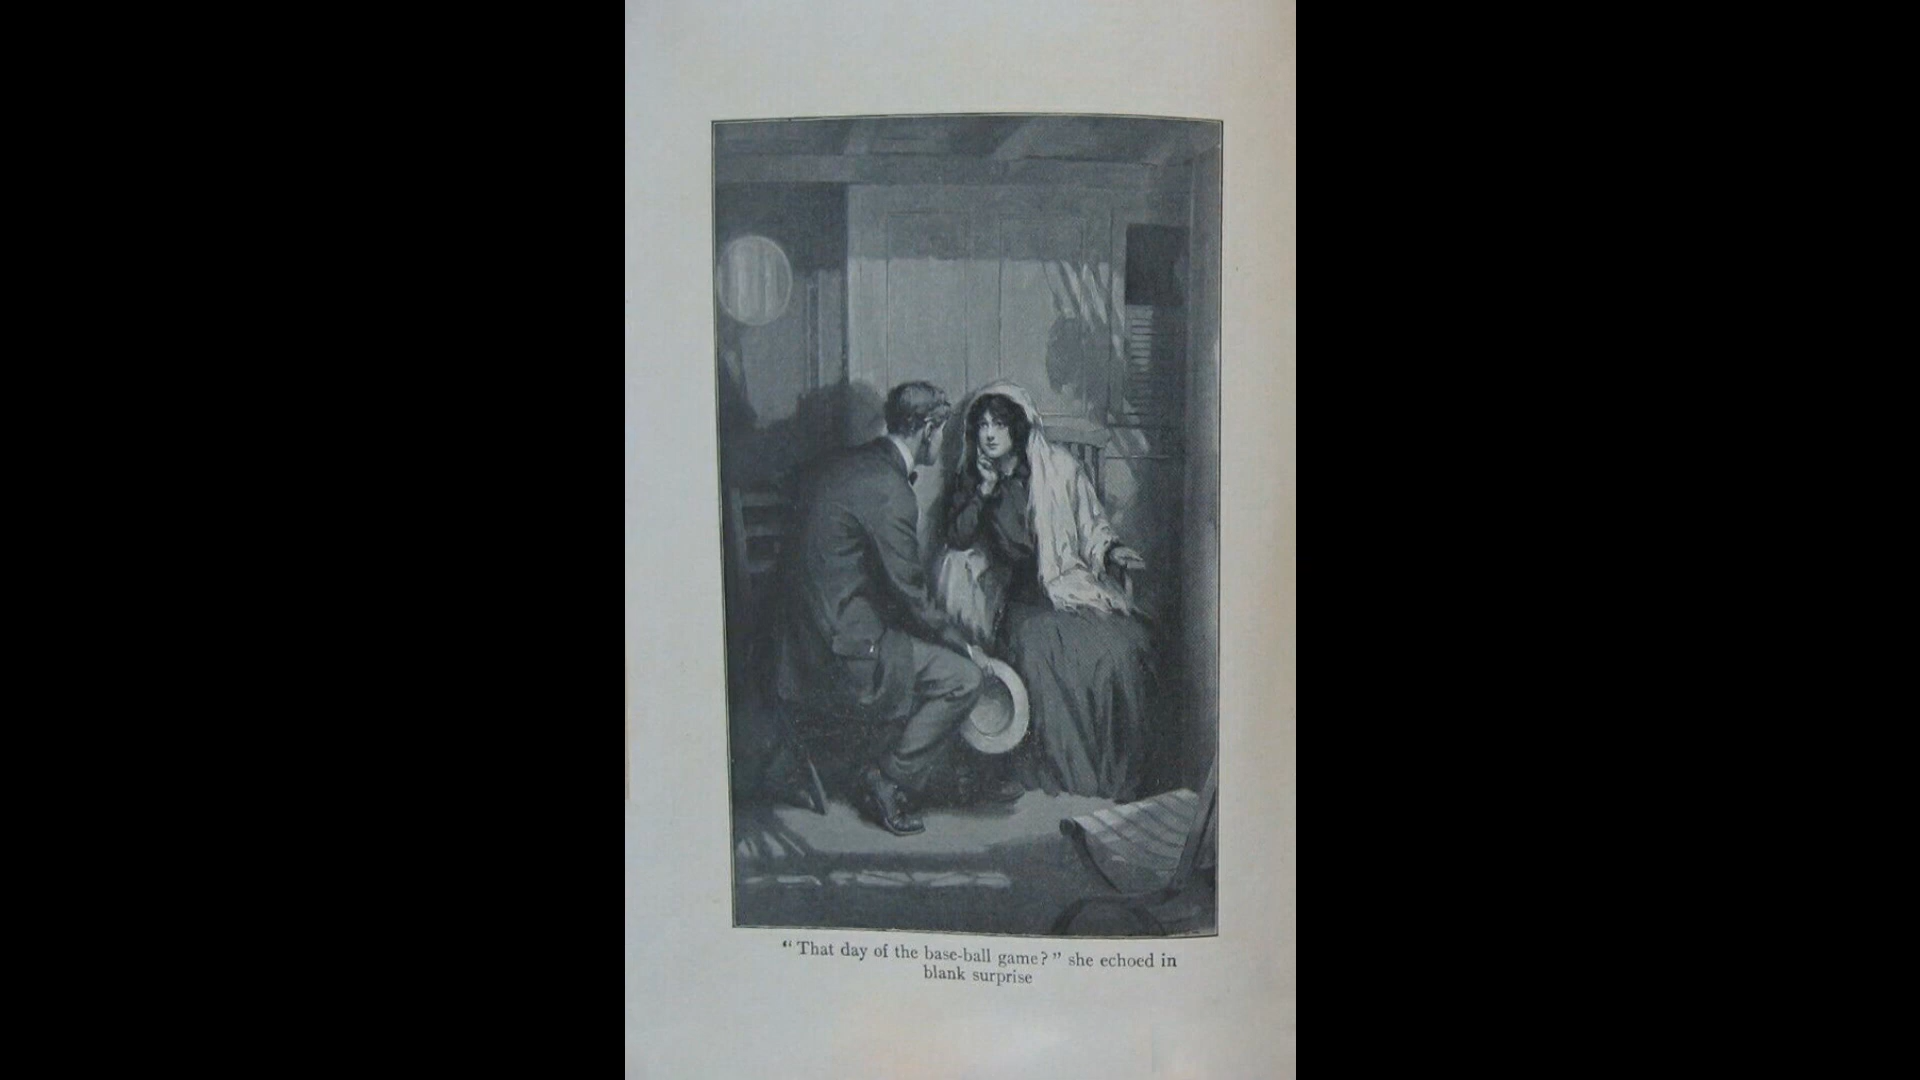 “That day of the base-ball game?” she echoed in
blank surprise